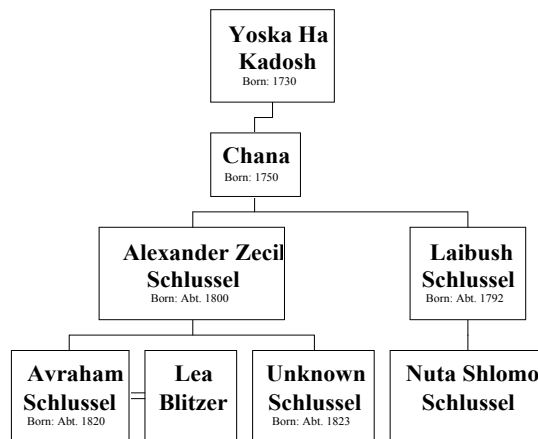 Yoska Ha
Kadosh
Born: 1730
Chana
Born: 1750
Alexander Zecil
Schlussel
Born: Abt. 1800
Laibush
Schlussel
Born: Abt. 1792
Avraham
Schlussel
Born: Abt. 1820
Lea
Blitzer
Unknown
Schlussel
Born: Abt. 1823
Nuta Shlomo
Schlussel